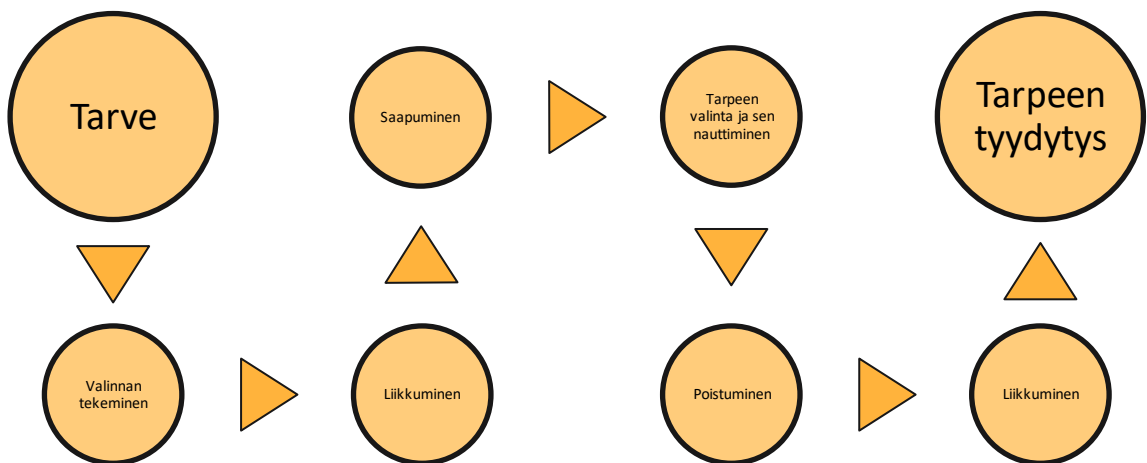 Tarve
Valinnan
tekeminen
Liikkuminen
Saapuminen
Tarpeen
valinta ja sen
nauttiminen
Poistuminen
Liikkuminen
Tarpeen
tyydytys